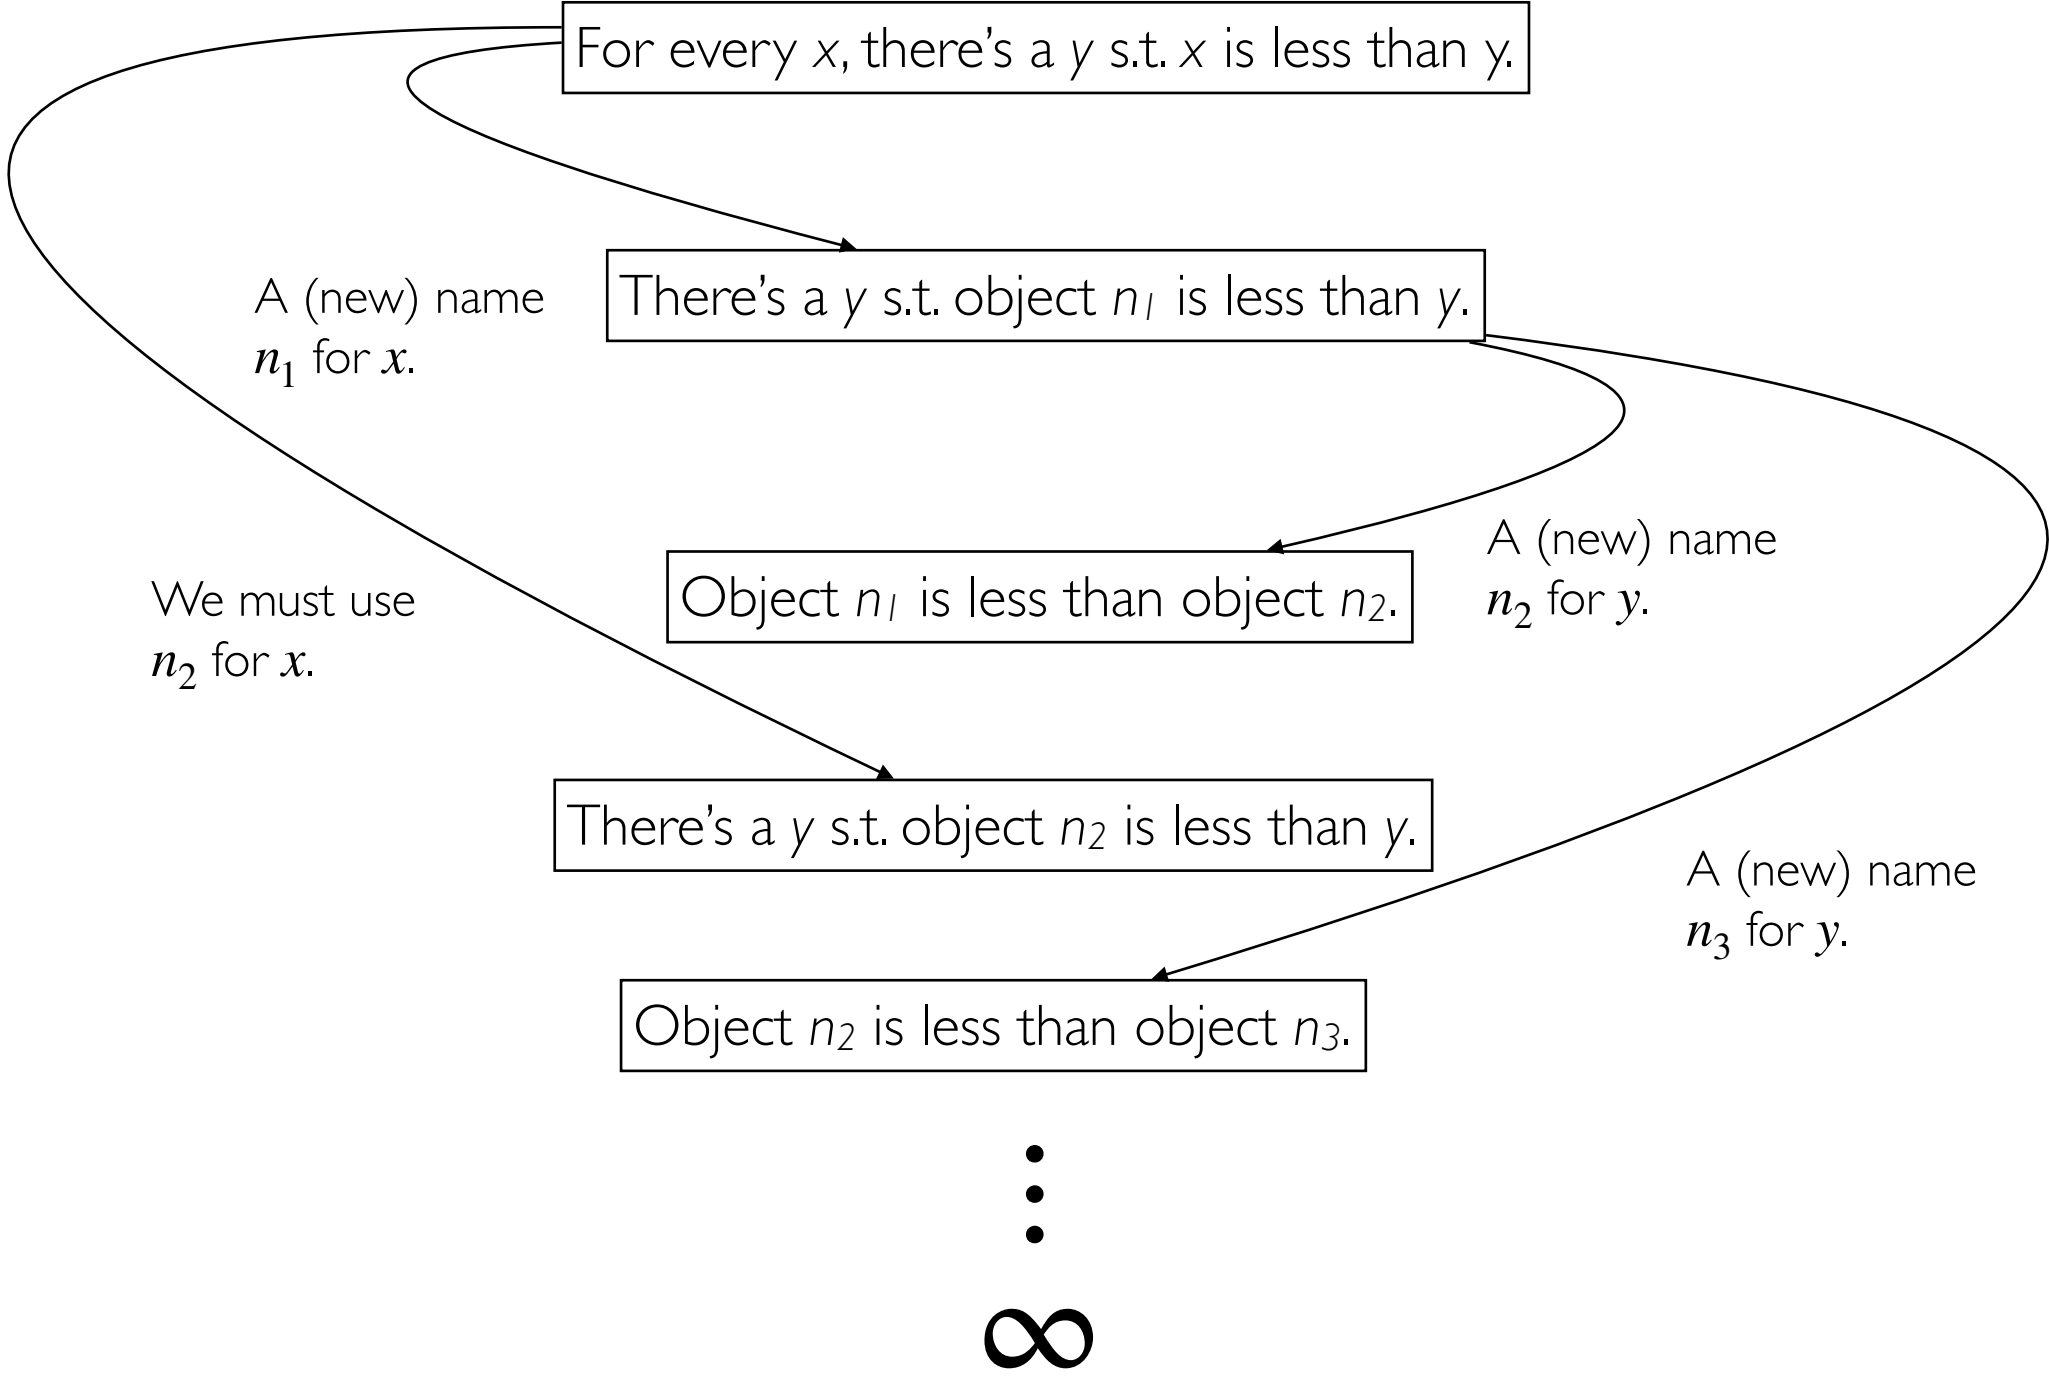 For every x, there’s a y s.t. x is less than y.
There’s a y s.t. object n₁ is less than y.
A (new) name
n₁ for x.
Object n₁ is less than object n₂.
A (new) name
n₂ for y.
We must use
n₂ for x.
There’s a y s.t. object n₂ is less than y.
A (new) name
n₃ for y.
Object n₂ is less than object n₃.
⋮
∞